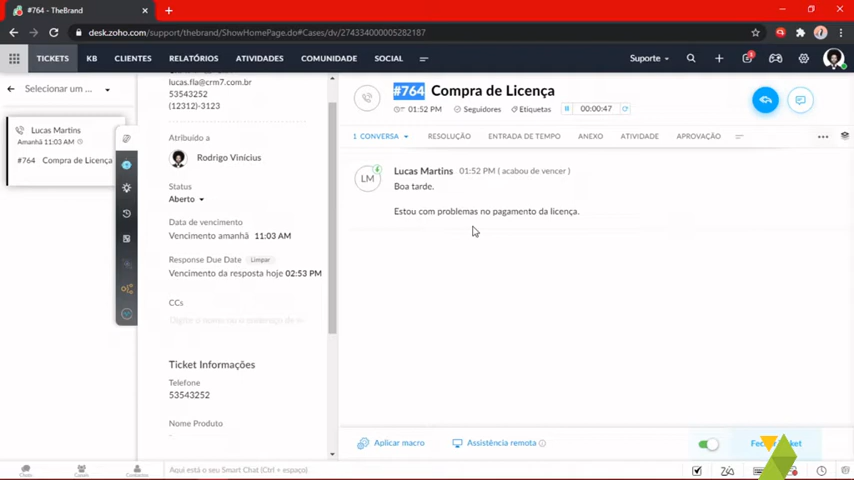 #764 - TheBrand
desk.zoho.com/support/thebrand/ShowHomePage.do#Cases/dv/274334000005282187
TICKETS KB CLIENTES RELATÓRIOS ATIVIDADES COMUNIDADE SOCIAL Suporte
Selecionar um ...
Lucas Martins
Amanhã 11:03 AM
#764 Compra de Licença
lucas.fla@crm7.com.br
53543252
(12312)-3123
Atribuído a
Rodrigo Vinícius
Status
Aberto
Data de vencimento
Vencimento amanhã 11:03 AM
Response Due Date Limpar
Vencimento da resposta hoje 02:53 PM
CCs
Ticket Informações
Telefone
53543252
Nome Produto
-
#764 Compra de Licença
01:52 PM Seguidores Etiquetas 00:00:47
1 CONVERSA RESOLUÇÃO ENTRADA DE TEMPO ANEXO ATIVIDADE APROVAÇÃO
LM
Lucas Martins 01:52 PM ( acabou de vencer )
Boa tarde.
Estou com problemas no pagamento da licença.
Aplicar macro Assistência remota
Aqui está o seu Smart Chat (Ctrl + espaço)